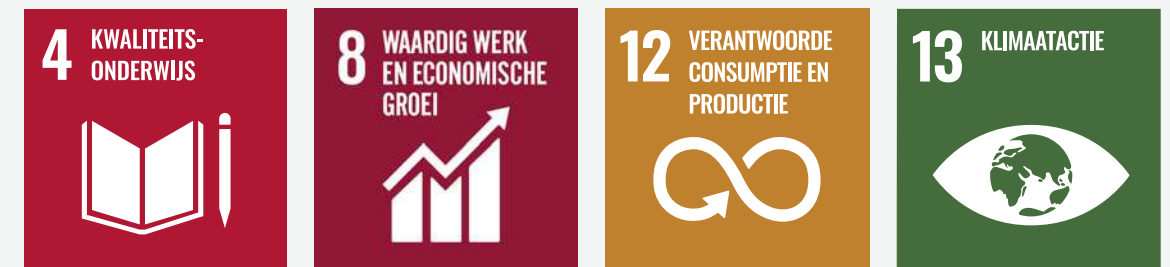 4 KWALITEITS-
ONDERWIJS
8 WAARDIG WERK
EN ECONOMISCHE
GROEI
12 VERANTWOORDE
CONSUMPTIE EN
PRODUCTIE
13 KLIMAATACTIE